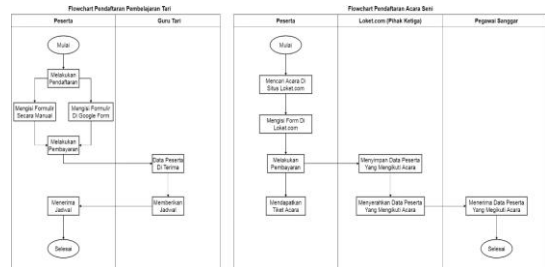 Flowchart Pendaftaran Pembelajaran Tari
Peserta
Guru Tari
Mulai
Melakukan
Pendaftaran
Mengisi Formulir
Secara Manual
Mengisi Formulir
Di Google Form
Melakukan
Pembayaran
Data Peserta
Di Terima
Menerima
Jadwal
Memberikan
Jadwal
Selesai
Flowchart Pendaftaran Acara Seni
Peserta
Loket.com (Pihak Ketiga)
Pegawai Sanggar
Mulai
Mencari Acara Di
Situs Loket.com
Mengisi Form Di
Loket.com
Melakukan
Pembayaran
Menyimpan Data Peserta
Yang Mengikuti Acara
Mendapatkan
Tiket Acara
Menyerahkan Data Peserta
Yang Mengikuti Acara
Menerima Data Peserta
Yang Megikuti Acara
Selesai